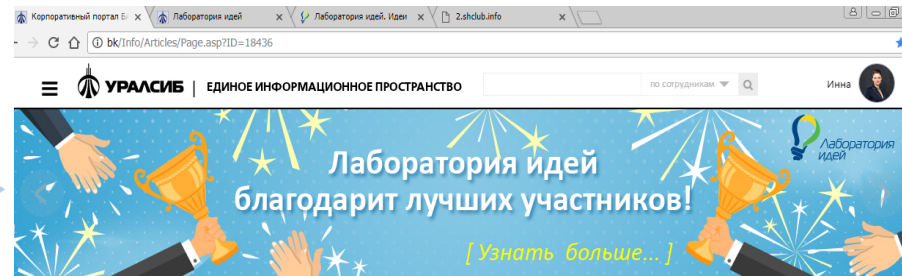 Корпоративный портал Б
Лаборатория идей
Лаборатория идей. Идеи
2.shclub.info
bk/Info/Articles/Page.asp?ID=18436
УРАЛСИБ | ЕДИНОЕ ИНФОРМАЦИОННОЕ ПРОСТРАНСТВО
по сотрудникам
Инна
Лаборатория идей
благодарит лучших участников!
[ Узнать больше... ]
Лаборатория
идей